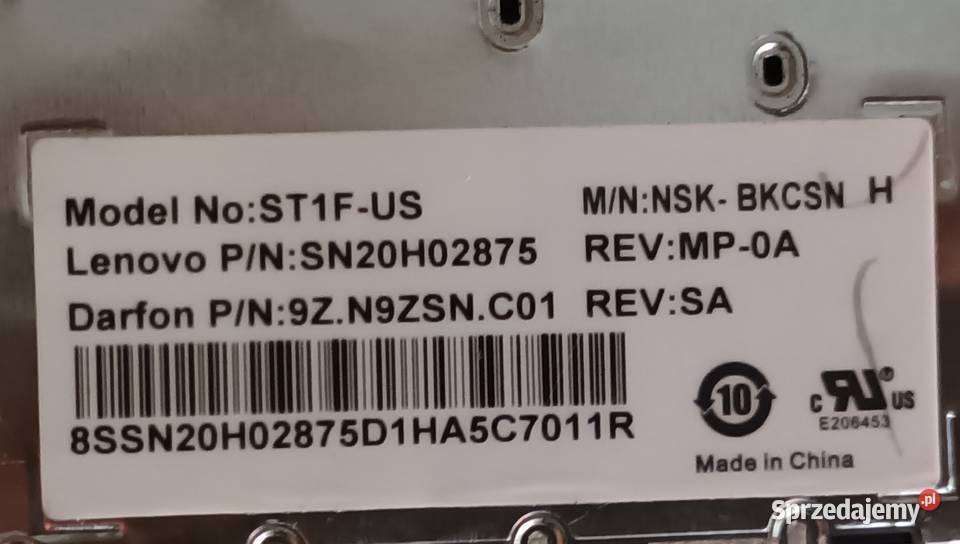 Model No:ST1F-US M/N:NSK- BKCSN H
Lenovo P/N:SN20H02875 REV:MP-0A
Darfon P/N:9Z.N9ZSN.C01 REV:SA
8SSN20H02875D1HA5C7011R
10
c RU ® US
E206453
Made in China
Sprzedajemy.pl